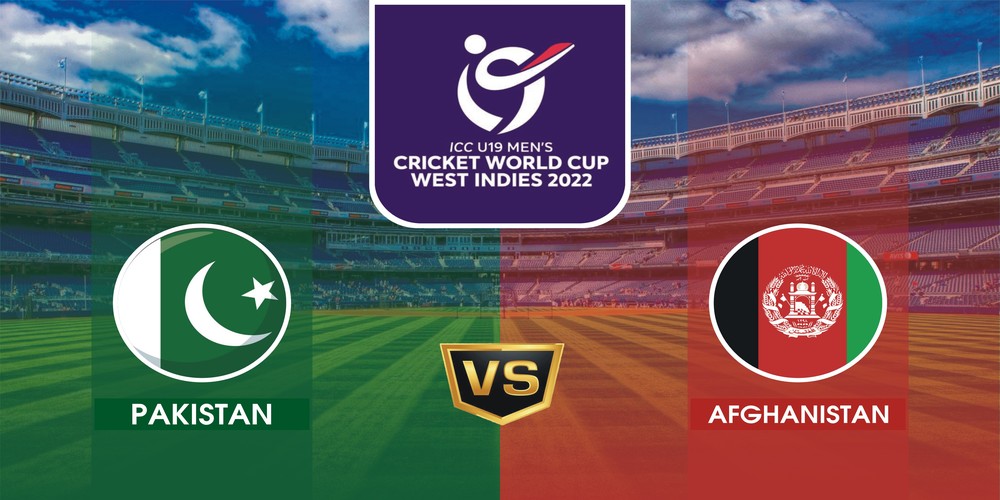 ICC U19 MEN'S
CRICKET WORLD CUP
WEST INDIES 2022
VS
PAKISTAN
AFGHANISTAN